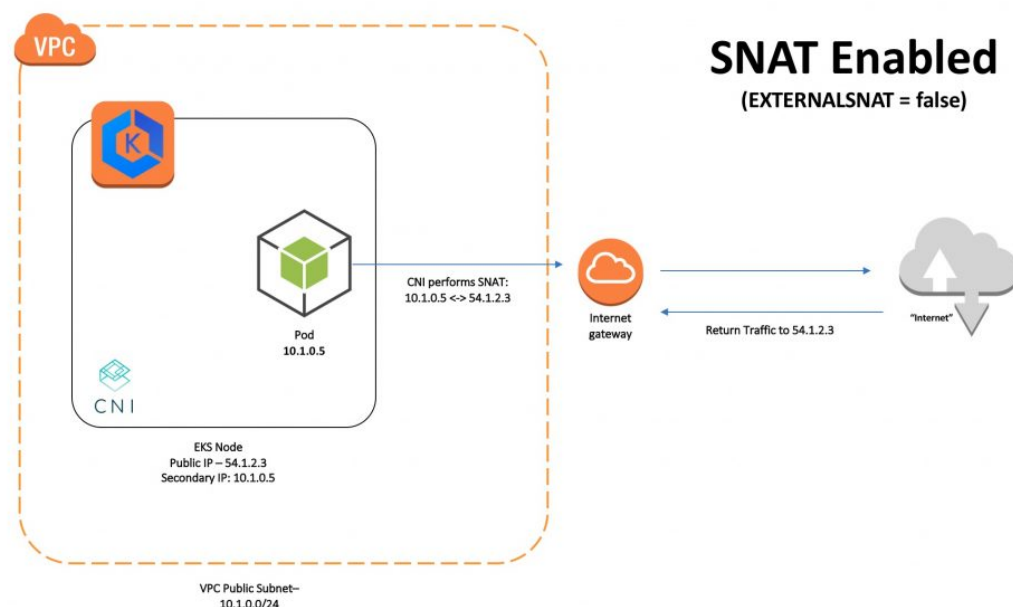 VPC
SNAT Enabled
(EXTERNALSNAT = false)
K
CNI performs SNAT:
10.1.0.5 <-> 54.1.2.3
Pod
10.1.0.5
Internet
gateway
Return Traffic to 54.1.2.3
"Internet"
CNI
EKS Node
Public IP – 54.1.2.3
Secondary IP: 10.1.0.5
VPC Public Subnet–
10.1.0.0/24